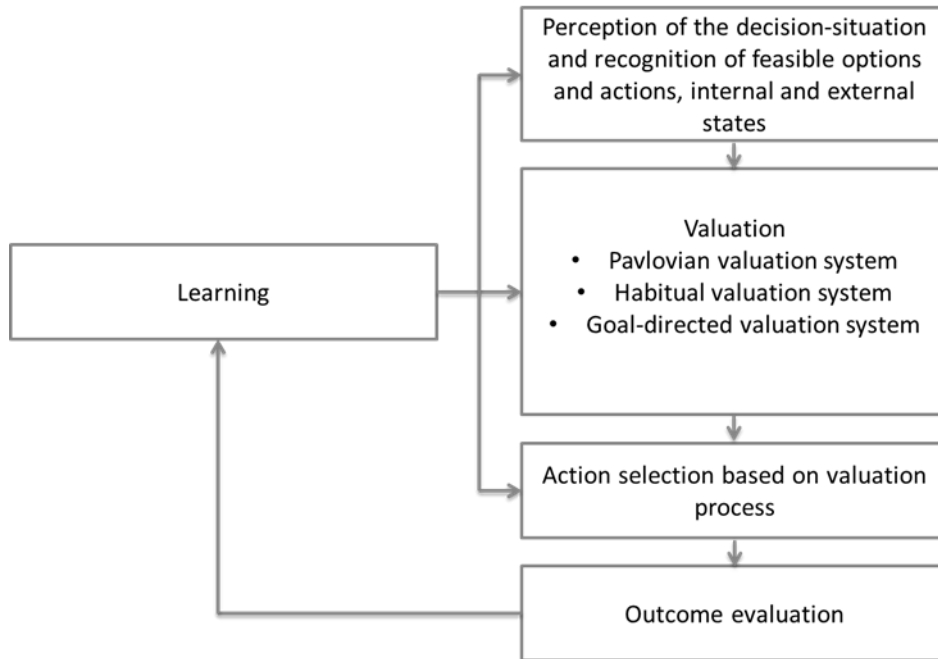 Perception of the decision-situation
and recognition of feasible options
and actions, internal and external
states
Valuation
• Pavlovian valuation system
• Habitual valuation system
• Goal-directed valuation system
Learning
Action selection based on valuation
process
Outcome evaluation